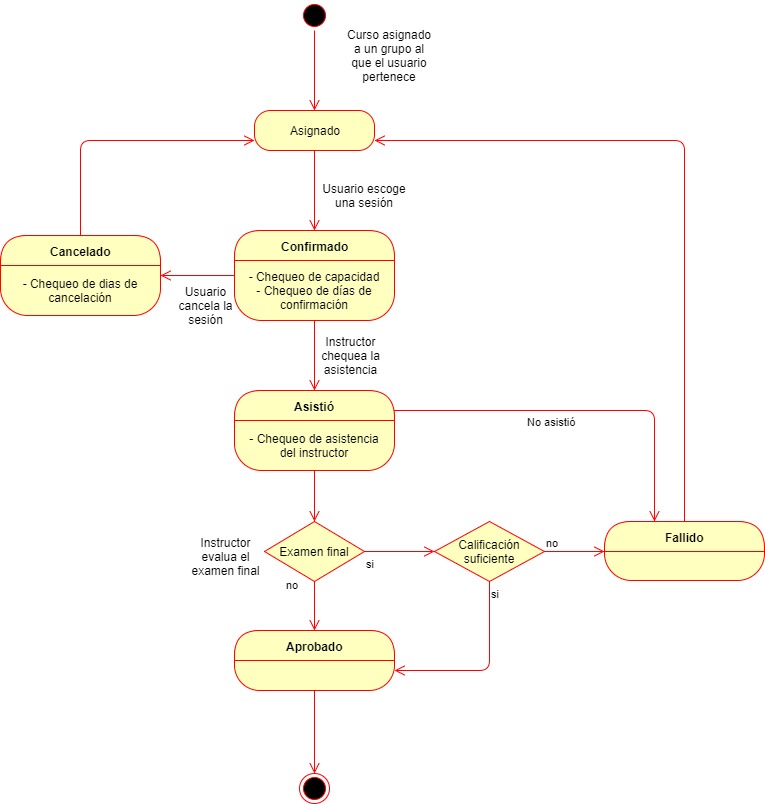 Curso asignado
a un grupo al
que el usuario
pertenece
Asignado
Usuario escoge
una sesión
Cancelado
- Chequeo de dias de
cancelación
Usuario
cancela la
sesión
Confirmado
- Chequeo de capacidad
- Chequeo de días de
confirmación
Instructor
chequea la
asistencia
Asistió
- Chequeo de asistencia
del instructor
No asistió
Instructor
evalua el
examen final
Examen final
si
no
Calificación
suficiente
no
si
Fallido
Aprobado